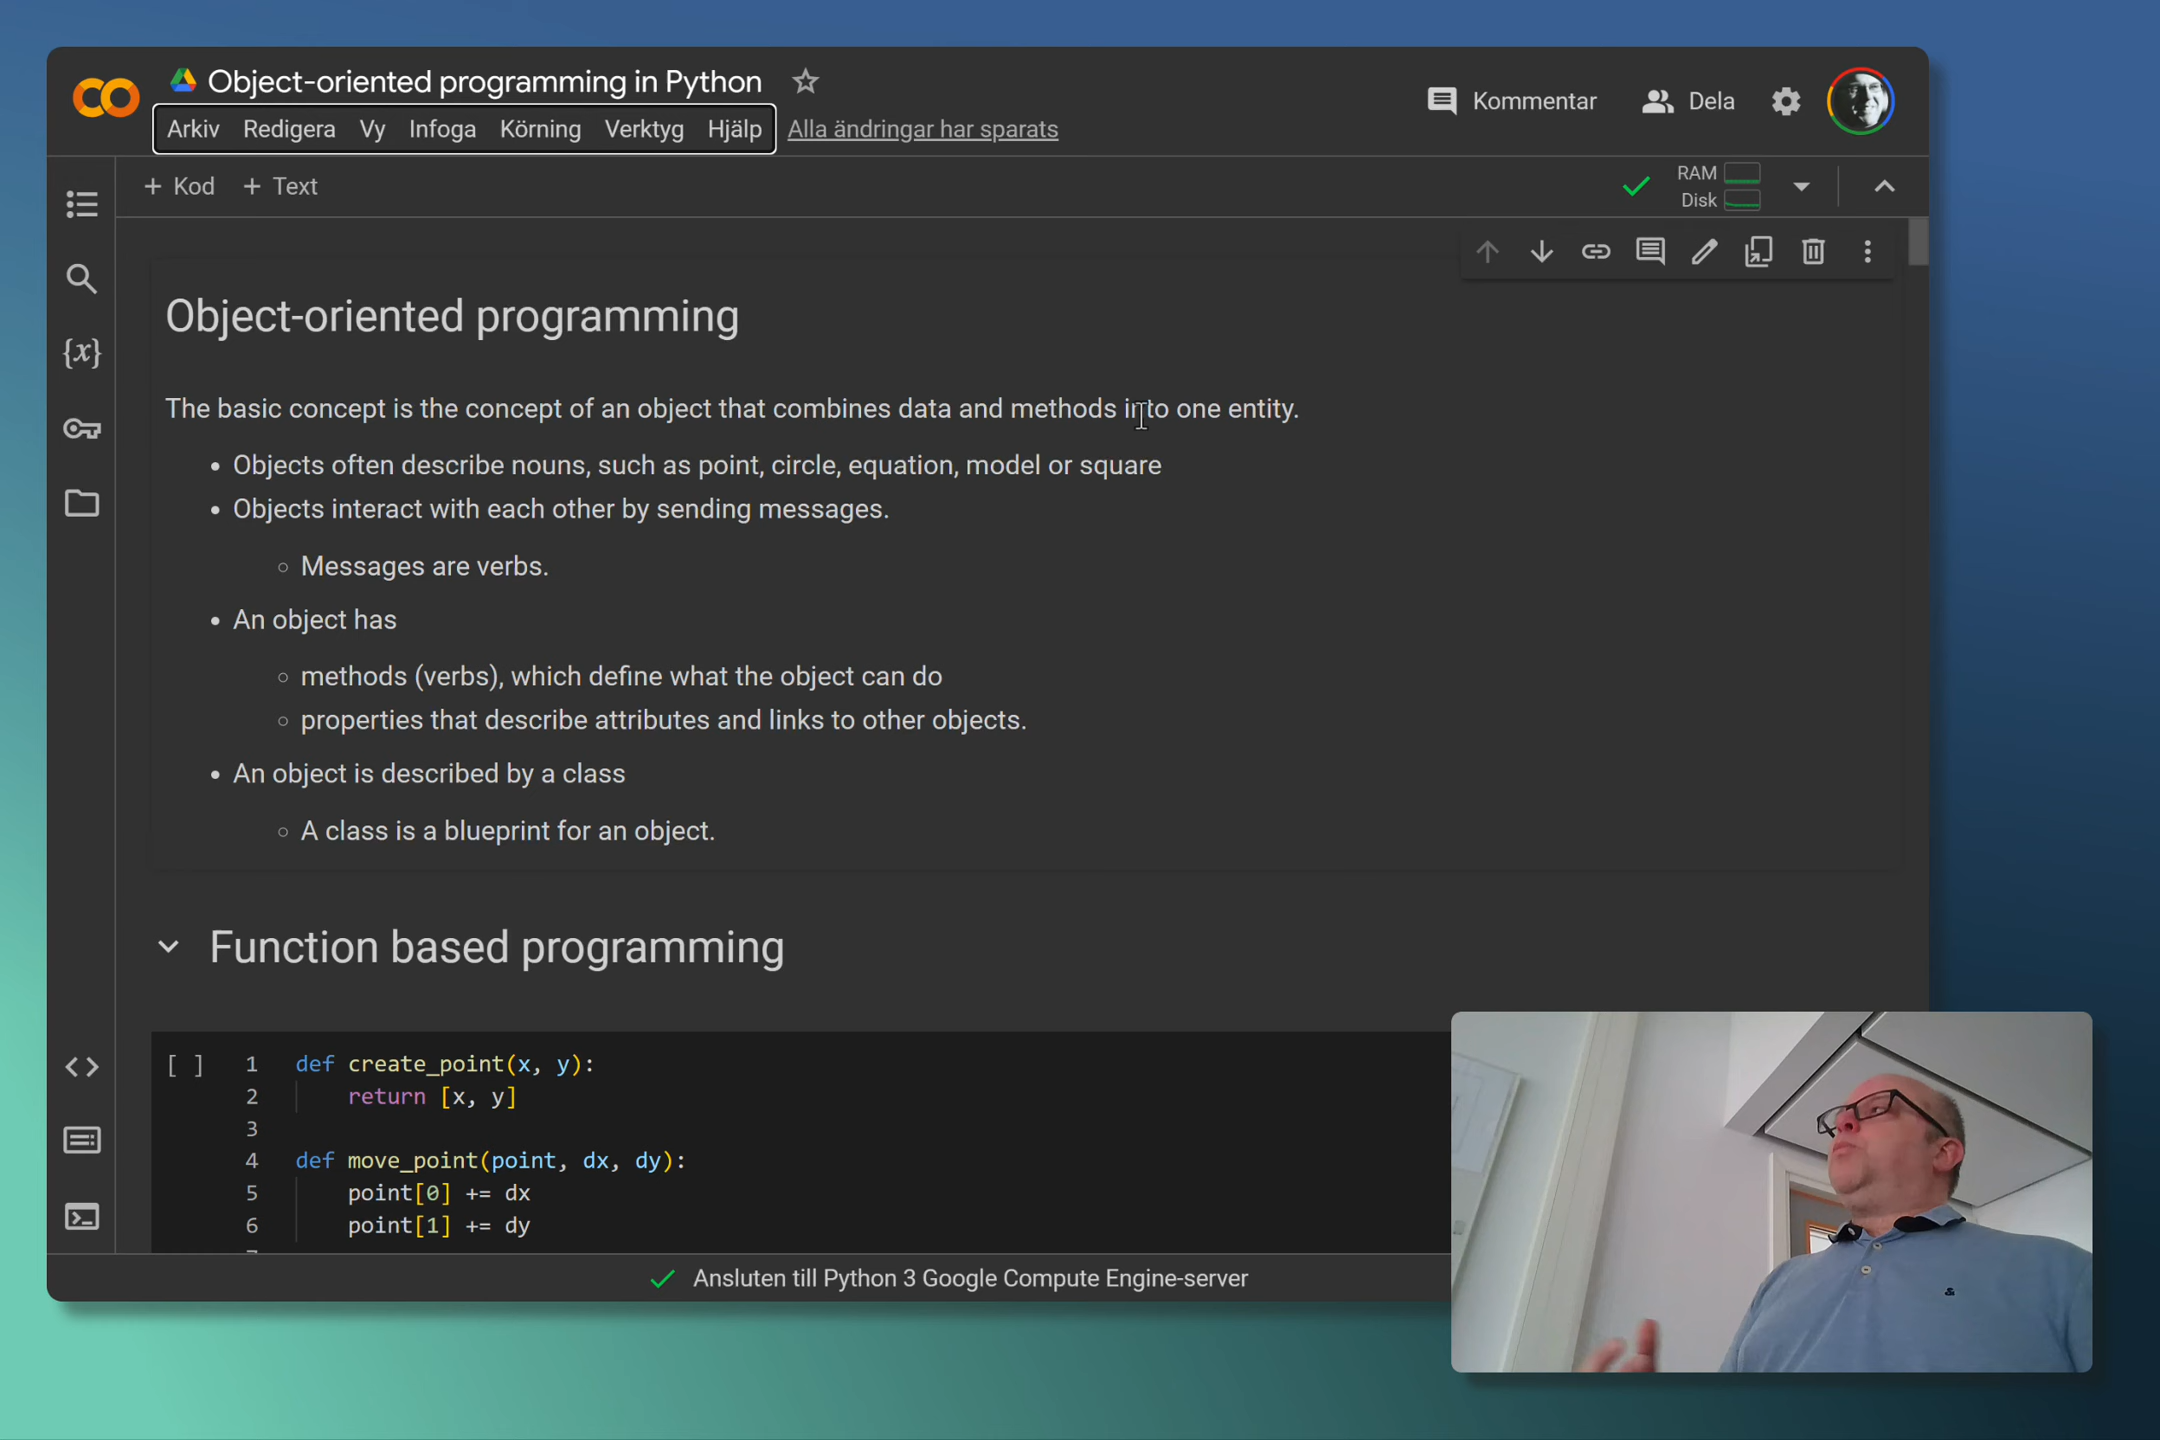 Object-oriented programming in Python
Arkiv Redigera Vy Infoga Körning Verktyg Hjälp Alla ändringar har sparats
Kommentar Dela
+ Kod + Text
RAM
Disk
{x}
Object-oriented programming
The basic concept is the concept of an object that combines data and methods into one entity.
• Objects often describe nouns, such as point, circle, equation, model or square
• Objects interact with each other by sending messages.
◦ Messages are verbs.
• An object has
◦ methods (verbs), which define what the object can do
◦ properties that describe attributes and links to other objects.
• An object is described by a class
◦ A class is a blueprint for an object.
Function based programming
[ ] 1 def create_point(x, y):
2 return [x, y]
3
4 def move_point(point, dx, dy):
5 point[0] += dx
6 point[1] += dy
Ansluten till Python 3 Google Compute Engine-server